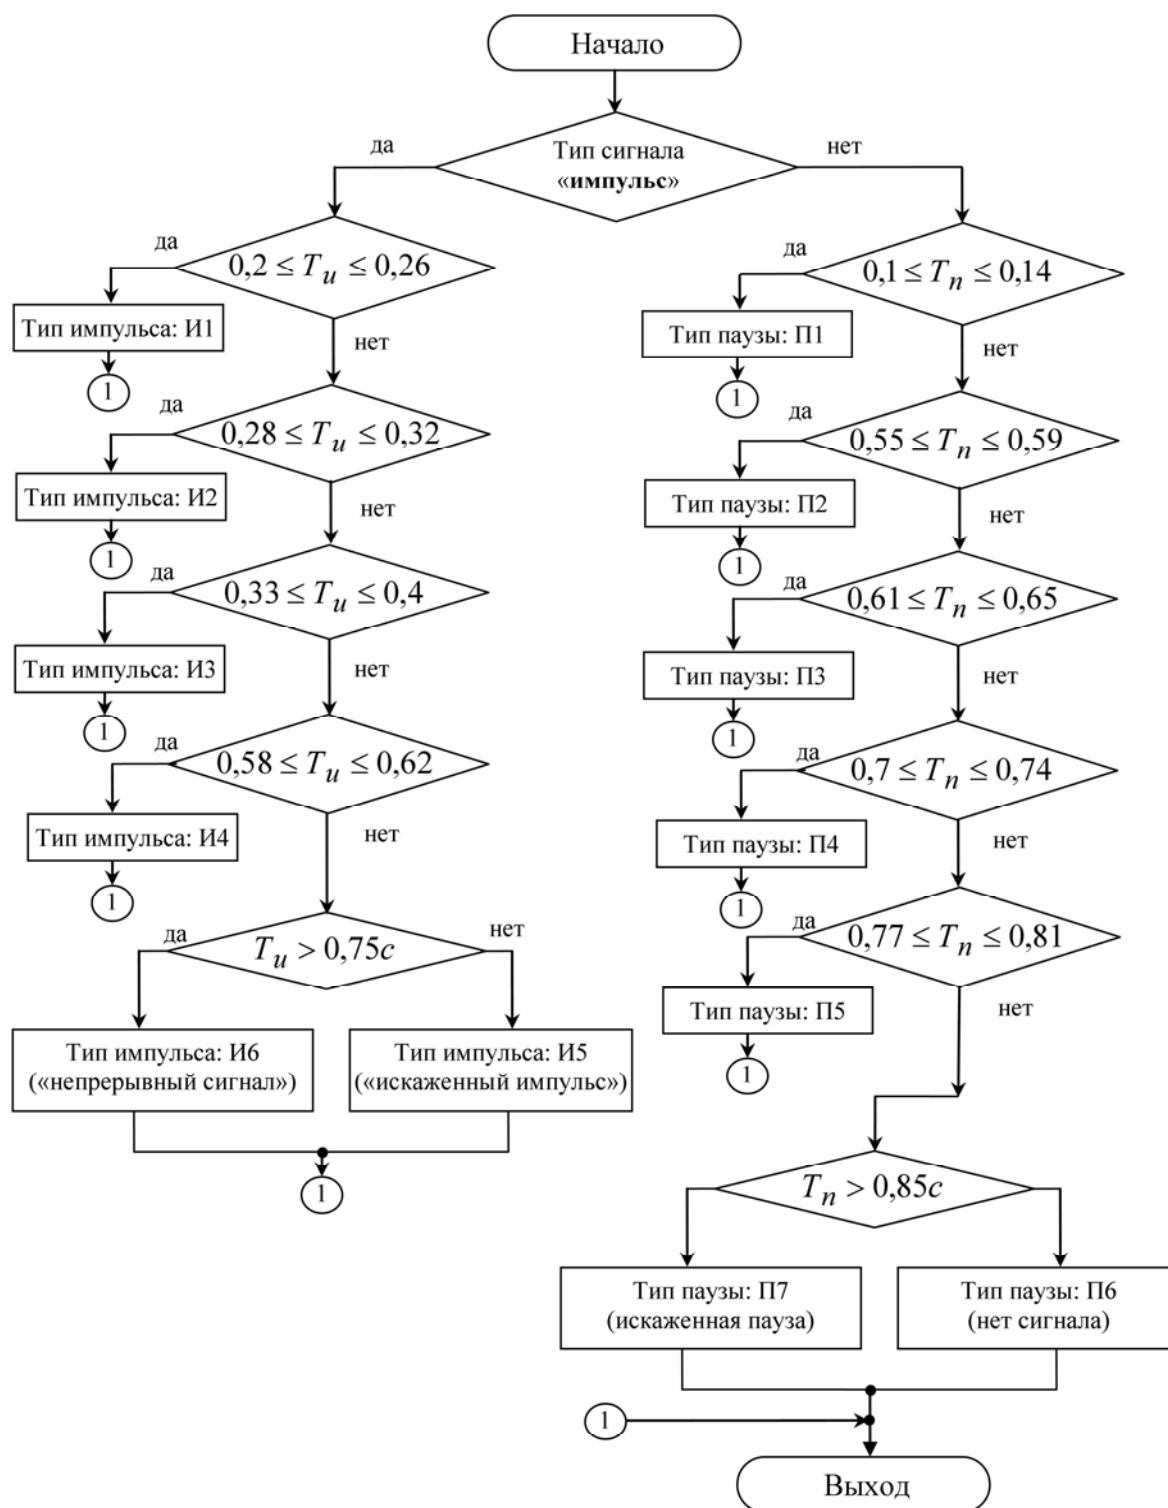 Начало
Тип сигнала
«импульс»
да
нет
да
0,2 ≤ Tи ≤ 0,26
Тип импульса: И1
1
нет
да
0,28 ≤ Tи ≤ 0,32
Тип импульса: И2
1
нет
да
0,33 ≤ Tи ≤ 0,4
Тип импульса: И3
1
нет
да
0,58 ≤ Tи ≤ 0,62
Тип импульса: И4
1
нет
да
Tи > 0,75с
нет
Тип импульса: И6
(«непрерывный сигнал»)
Тип импульса: И5
(«искаженный импульс»)
1
да
0,1 ≤ Tп ≤ 0,14
Тип паузы: П1
1
нет
да
0,55 ≤ Tп ≤ 0,59
Тип паузы: П2
1
нет
да
0,61 ≤ Tп ≤ 0,65
Тип паузы: П3
1
нет
да
0,7 ≤ Tп ≤ 0,74
Тип паузы: П4
1
нет
да
0,77 ≤ Tп ≤ 0,81
Тип паузы: П5
1
нет
Tп > 0,85с
Тип паузы: П7
(искаженная пауза)
Тип паузы: П6
(нет сигнала)
1
Выход